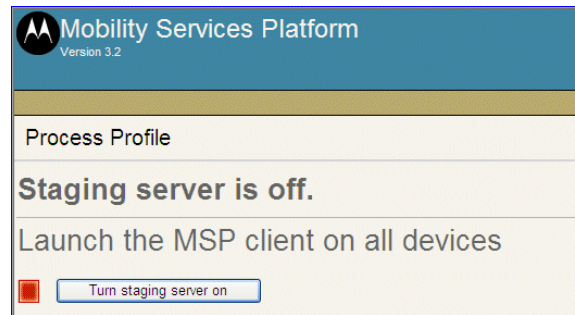 Mobility Services Platform
Version 3.2
Process Profile
Staging server is off.
Launch the MSP client on all devices
Turn staging server on